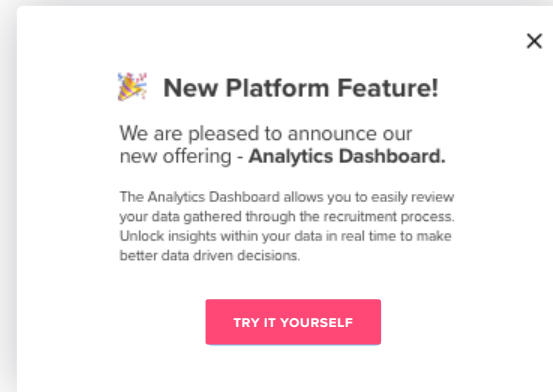 New Platform Feature!
We are pleased to announce our
new offering - Analytics Dashboard.
The Analytics Dashboard allows you to easily review
your data gathered through the recruitment process.
Unlock insights within your data in real time to make
better data driven decisions.
TRY IT YOURSELF